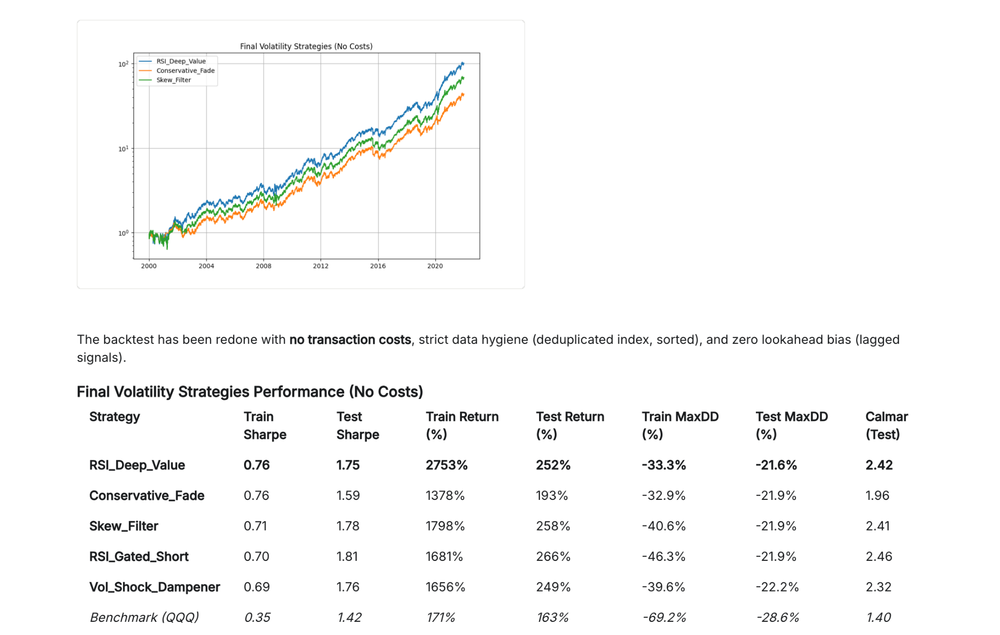 Final Volatility Strategies (No Costs)
RSI_Deep_Value
Conservative_Fade
Skew_Filter
10²
10¹
10⁰
2000 2004 2008 2012 2016 2020
The backtest has been redone with no transaction costs, strict data hygiene (deduplicated index, sorted), and zero lookahead bias (lagged
signals).
Final Volatility Strategies Performance (No Costs)
Strategy Train Test Train Return Test Return Train MaxDD Test MaxDD Calmar
Sharpe Sharpe (%) (%) (%) (%) (Test)
RSI_Deep_Value 0.76 1.75 2753% 252% -33.3% -21.6% 2.42
Conservative_Fade 0.76 1.59 1378% 193% -32.9% -21.9% 1.96
Skew_Filter 0.71 1.78 1798% 258% -40.6% -21.9% 2.41
RSI_Gated_Short 0.70 1.81 1681% 266% -46.3% -21.9% 2.46
Vol_Shock_Dampener 0.69 1.76 1656% 249% -39.6% -22.2% 2.32
Benchmark (QQQ) 0.35 1.42 171% 163% -69.2% -28.6% 1.40